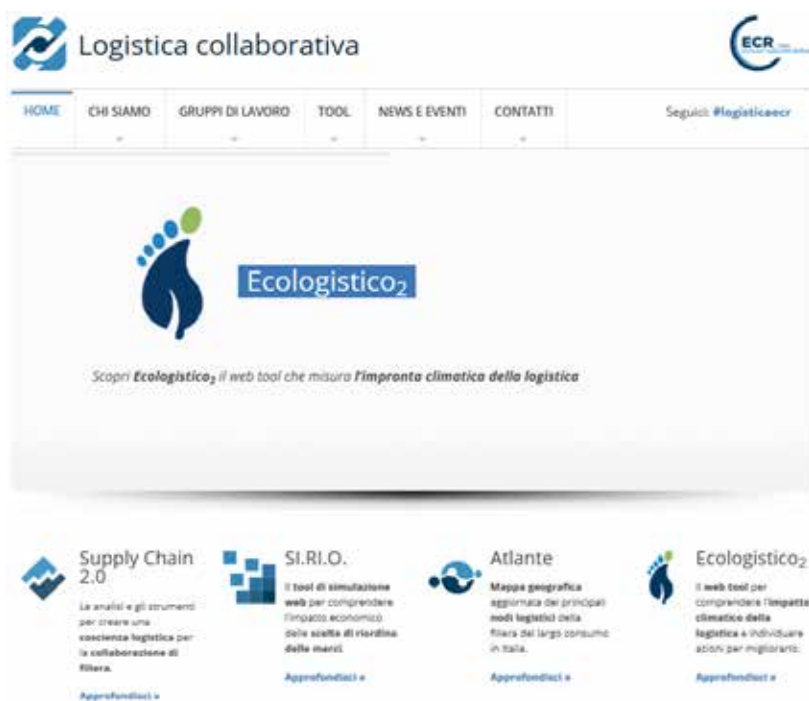 Logistica collaborativa
ECR
HOME CHI SIAMO GRUPPI DI LAVORO TOOL NEWS E EVENTI CONTATTI Seguici: #logisticaecr
Ecologistico₂
Scopri Ecologistico₂ il web tool che misura l'impronta climatica della logistica
Supply Chain
2.0
Le analisi e gli strumenti
per creare una
coscienza logistica per
la collaborazione di
filiera.
Approfondisci »
SI.RI.O.
Il tool di simulazione
web per comprendere
l'impatto economico
delle scelte di riordino
delle merci.
Approfondisci »
Atlante
Mappa geografica
aggiornata dei principali
nodi logistici della
filiera del largo consumo
in Italia.
Approfondisci »
Ecologistico₂
Il web tool per
comprendere l'impatto
climatico della
logistica e individuare
azioni per migliorarlo.
Approfondisci »